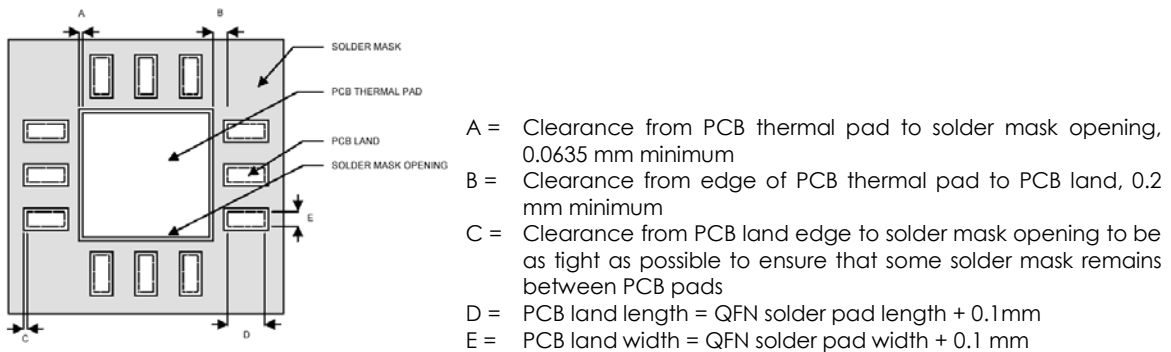 A
B
SOLDER MASK
PCB THERMAL PAD
PCB LAND
SOLDER MASK OPENING
E
C
D
A = Clearance from PCB thermal pad to solder mask opening,
0.0635 mm minimum
B = Clearance from edge of PCB thermal pad to PCB land, 0.2
mm minimum
C = Clearance from PCB land edge to solder mask opening to be
as tight as possible to ensure that some solder mask remains
between PCB pads
D = PCB land length = QFN solder pad length + 0.1mm
E = PCB land width = QFN solder pad width + 0.1 mm